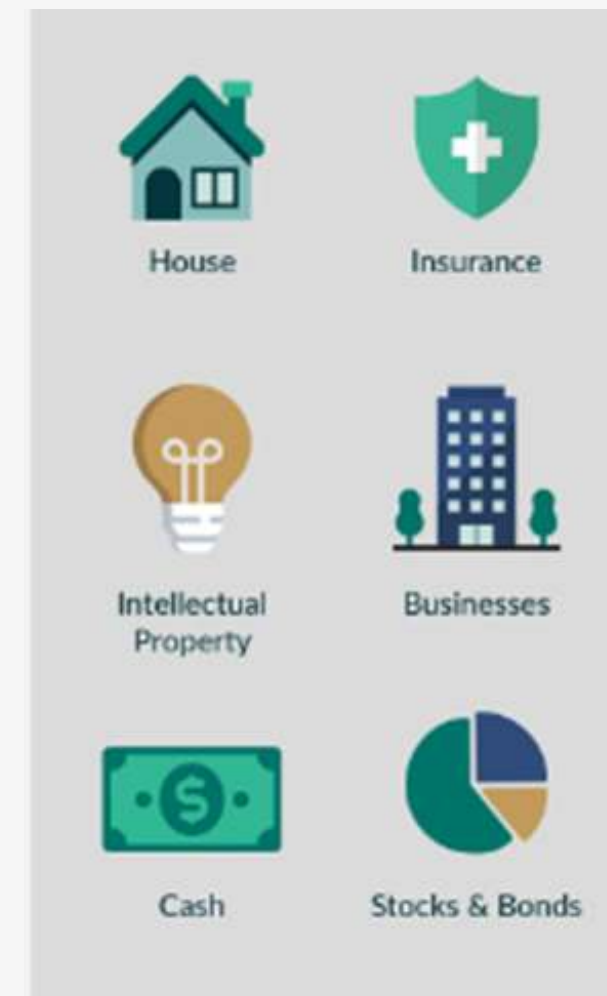 House
Insurance
Intellectual
Property
Businesses
$
Cash
Stocks & Bonds